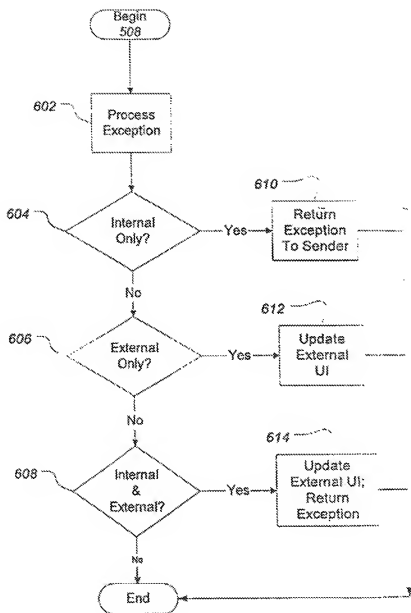 Begin
508
602
Process
Exception
604
Internal
Only?
Yes
610
Return
Exception
To Sender
No
606
External
Only?
Yes
612
Update
External
UI
No
608
Internal
&
External?
Yes
614
Update
External UI;
Return
Exception
No
End